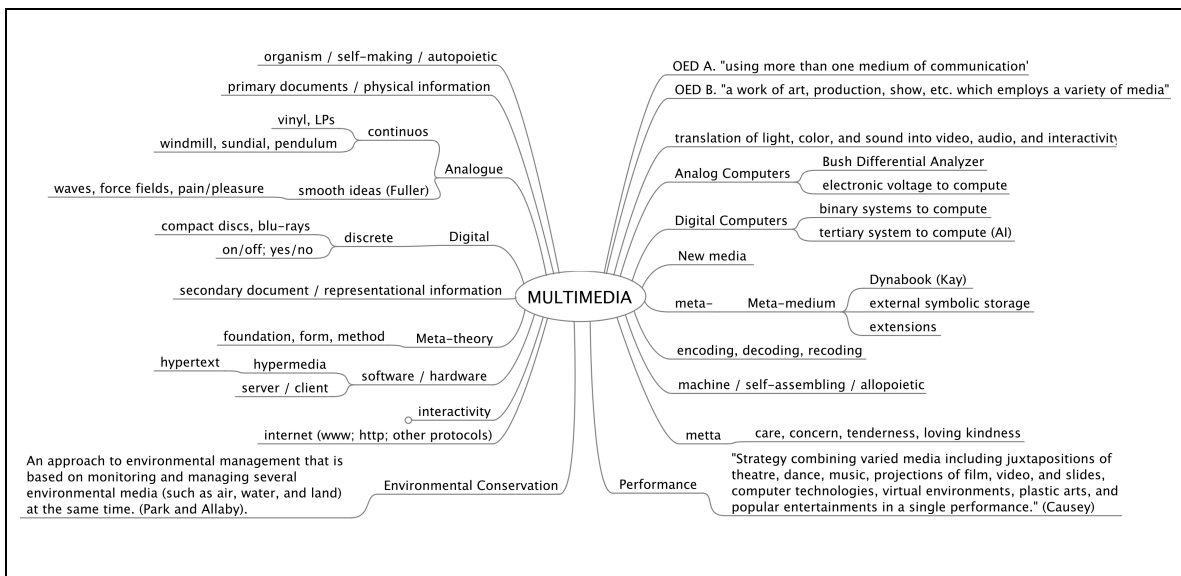 organism / self-making / autopoietic
primary documents / physical information
vinyl, LPs
continuos
windmill, sundial, pendulum
Analogue
waves, force fields, pain/pleasure
smooth ideas (Fuller)
compact discs, blu-rays
discrete
Digital
on/off; yes/no
secondary document / representational information
foundation, form, method
Meta-theory
hypertext
hypermedia
software / hardware
server / client
interactivity
internet (www; http; other protocols)
An approach to environmental management that is
based on monitoring and managing several
environmental media (such as air, water, and land)
at the same time. (Park and Allaby).
Environmental Conservation
MULTIMEDIA
OED A. "using more than one medium of communication'
OED B. "a work of art, production, show, etc. which employs a variety of media"
translation of light, color, and sound into video, audio, and interactivity
Analog Computers
Bush Differential Analyzer
electronic voltage to compute
Digital Computers
binary systems to compute
tertiary system to compute (AI)
New media
meta-
Meta-medium
Dynabook (Kay)
external symbolic storage
extensions
encoding, decoding, recoding
machine / self-assembling / allopoietic
metta
care, concern, tenderness, loving kindness
Performance
"Strategy combining varied media including juxtapositions of
theatre, dance, music, projections of film, video, and slides,
computer technologies, virtual environments, plastic arts, and
popular entertainments in a single performance." (Causey)